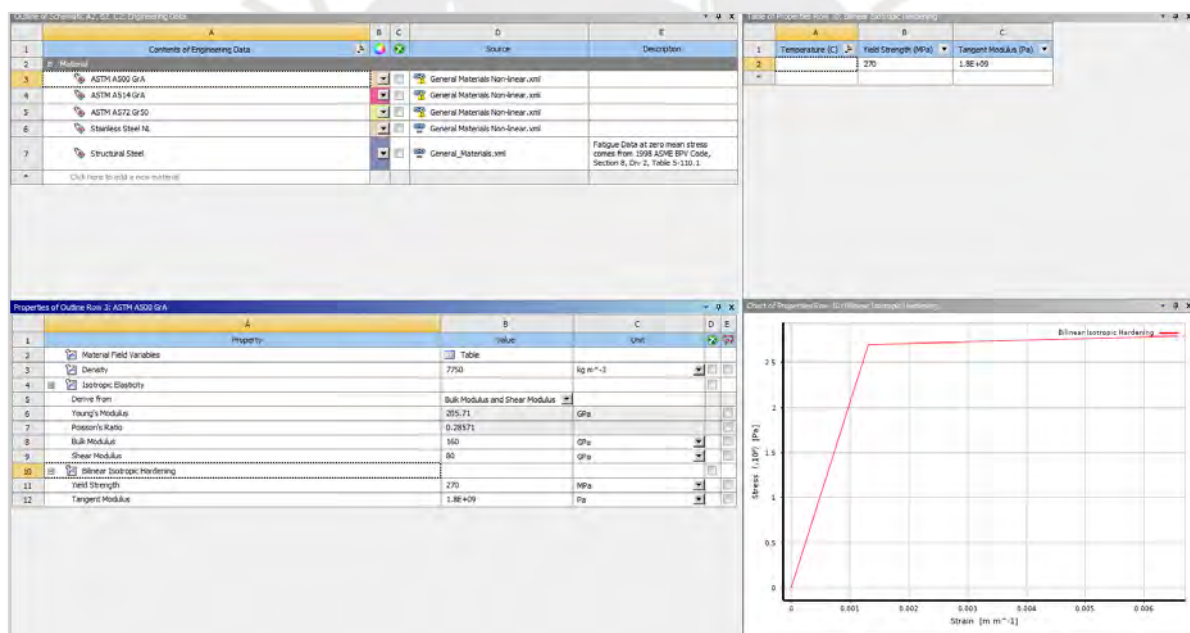 Outline of Schematic A2, B2, C2: Engineering Data
A B C D E
1 Contents of Engineering Data Source Description
2 Material
3 ASTM A500 GrA General Materials Non-linear.xml
4 ASTM A514 GrA General Materials Non-linear.xml
5 ASTM A572 Gr50 General Materials Non-linear.xml
6 Stainless Steel NL General Materials Non-linear.xml
7 Structural Steel General_Materials.xml Fatigue Data at zero mean stress
comes from 1998 ASME BPV Code,
Section 8, Div 2, Table 5-110.1
* Click here to add a new material
Table of Properties Row 10: Bilinear Isotropic Hardening
A B C
1 Temperature (C) Yield Strength (MPa) Tangent Modulus (Pa)
2 270 1.8E+09
*
Properties of Outline Row 3: ASTM A500 GrA
A B C D E
1 Property Value Unit
2 Material Field Variables Table
3 Density 7750 kg m^-3
4 Isotropic Elasticity
5 Derive from Bulk Modulus and Shear Modulus
6 Young's Modulus 205.71 GPa
7 Poisson's Ratio 0.28571
8 Bulk Modulus 160 GPa
9 Shear Modulus 80 GPa
10 Bilinear Isotropic Hardening
11 Yield Strength 270 MPa
12 Tangent Modulus 1.8E+09 Pa
Chart of Properties Row 10: Bilinear Isotropic Hardening
Bilinear Isotropic Hardening
2.5
2
1
0.5
0
Stress [Pa]
0 0.001 0.002 0.003 0.004 0.005 0.006
Strain [m m^-1]